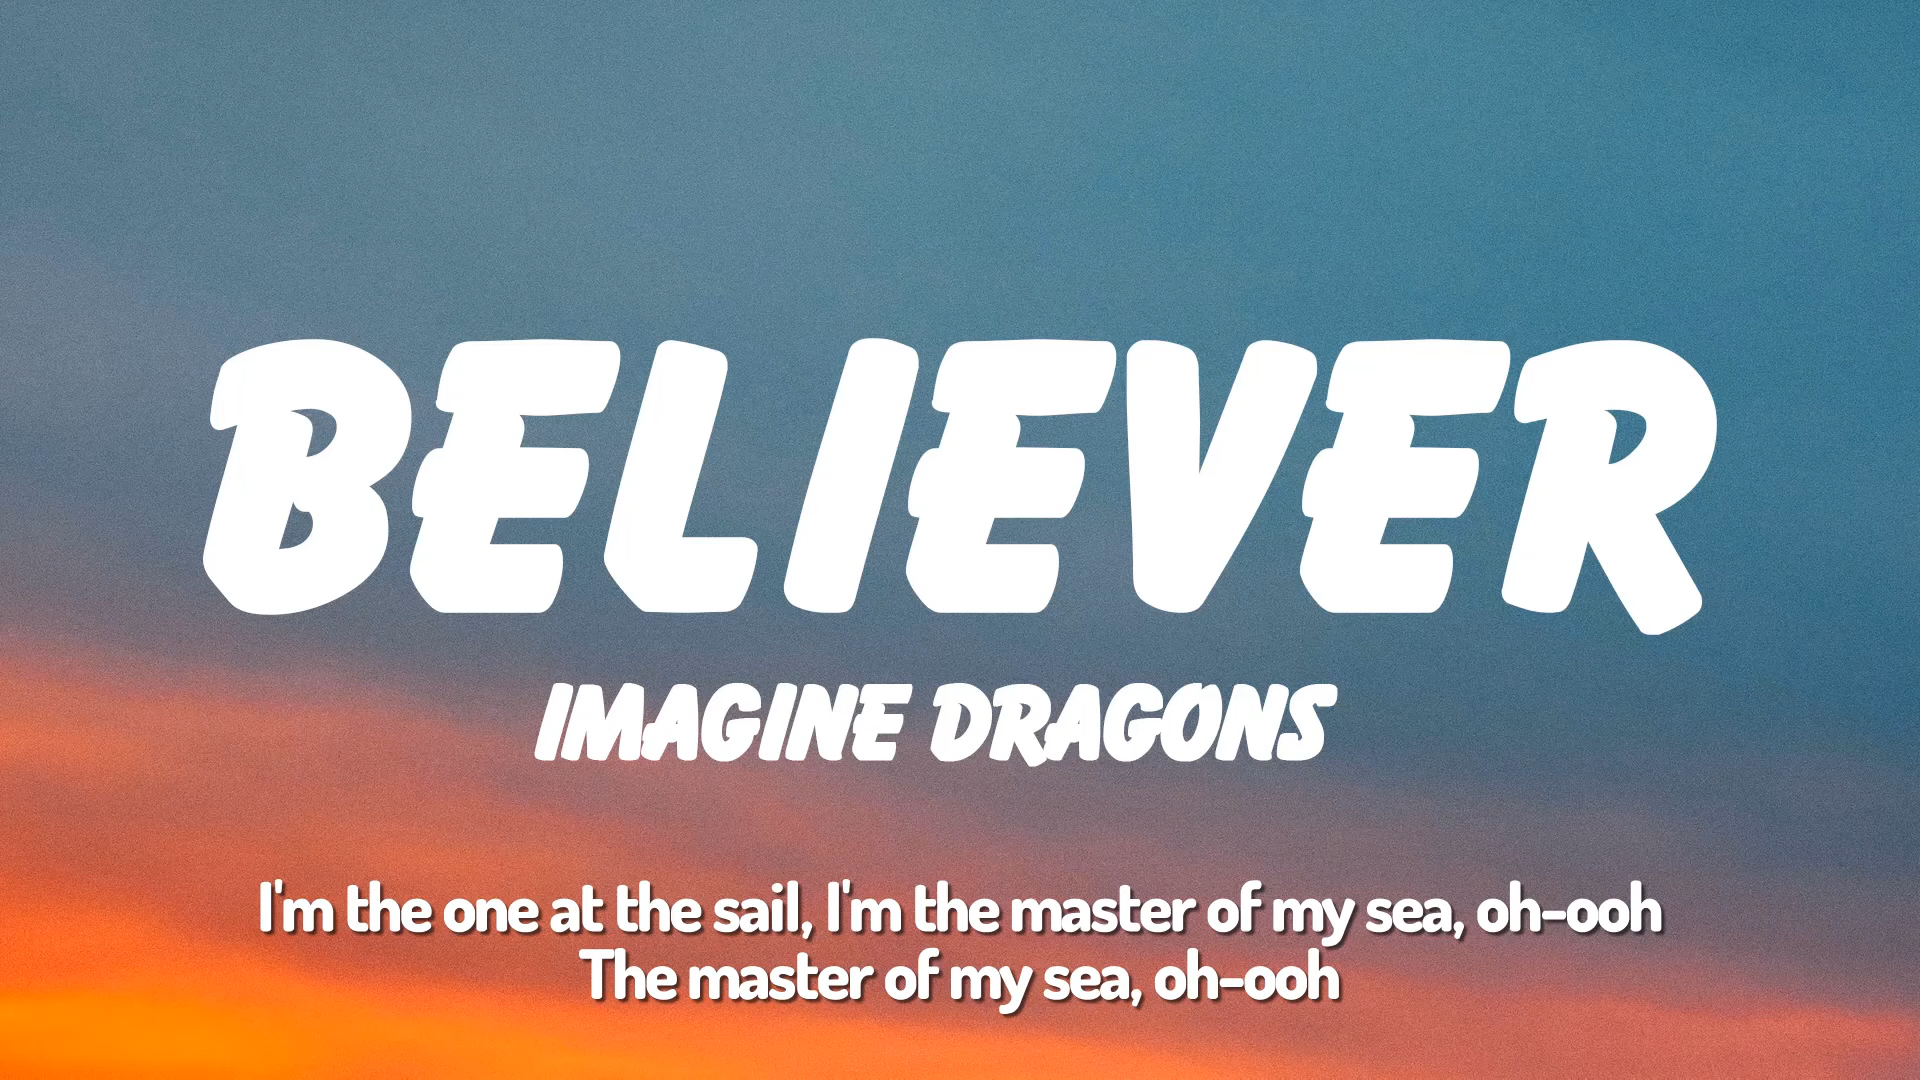 BELIEVER
IMAGINE DRAGONS
I'm the one at the sail, I'm the master of my sea, oh-ooh
The master of my sea, oh-ooh